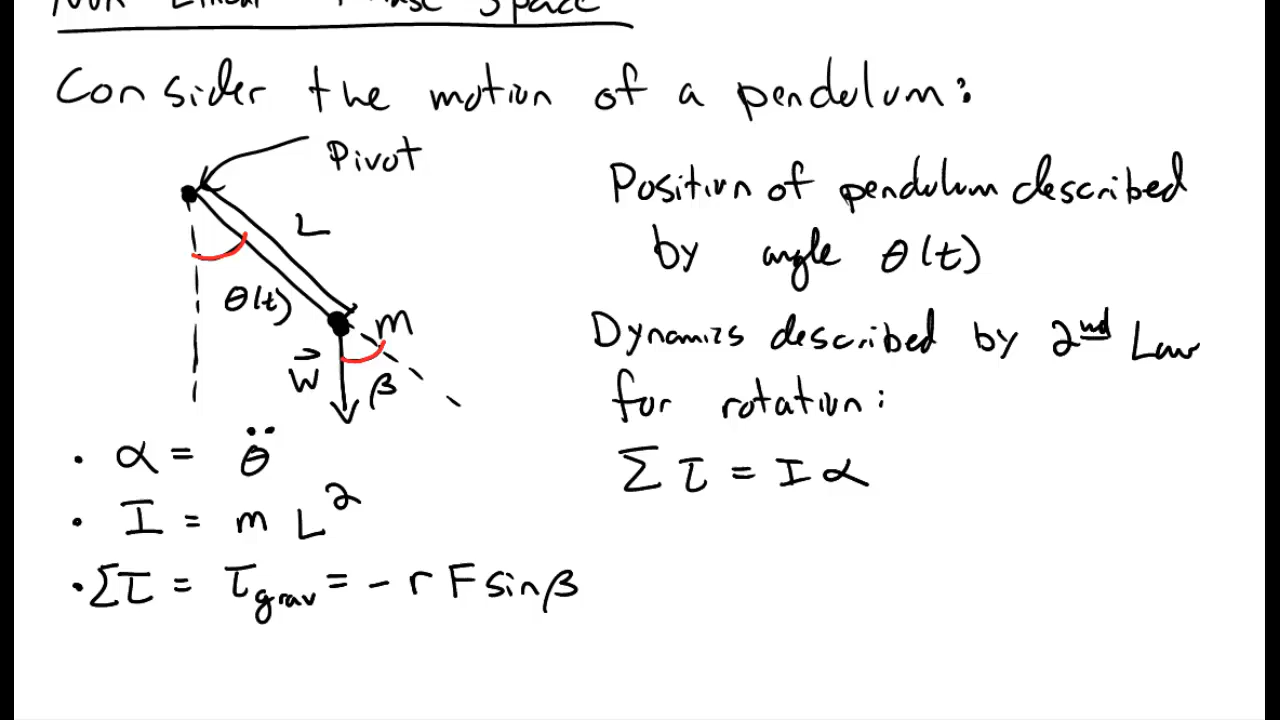 Space
Consider the motion of a pendulum:
Pivot
L
θ(t)
m
W⃗
β
Position of pendulum described
by angle θ(t)
Dynamics described by 2nd Law
for rotation:
Σ τ = I α
• α = θ̈
• I = m L²
• Στ = τgrav = - r F sinβ